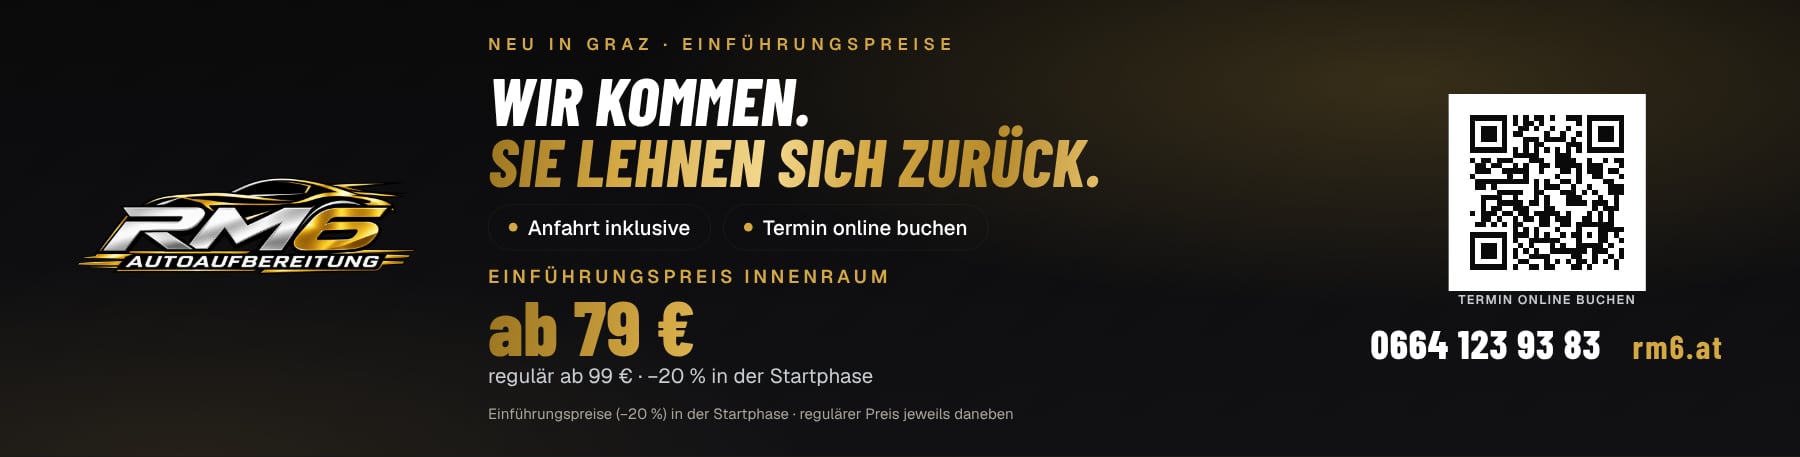 RM6
AUTOAUFBEREITUNG
NEU IN GRAZ · EINFÜHRUNGSPREISE
WIR KOMMEN.
SIE LEHNEN SICH ZURÜCK.
Anfahrt inklusive
Termin online buchen
EINFÜHRUNGSPREIS INNENRAUM
ab 79 €
regulär ab 99 € · −20 % in der Startphase
Einführungspreise (−20 %) in der Startphase · regulärer Preis jeweils daneben
TERMIN ONLINE BUCHEN
0664 123 93 83 rm6.at